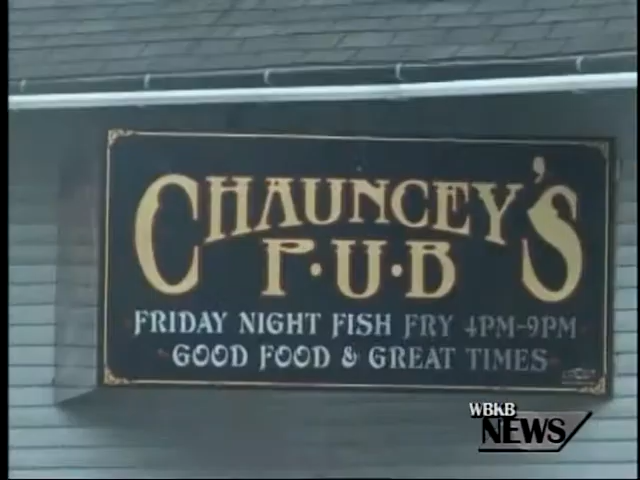 CHAUNCEY'S
P·U·B
FRIDAY NIGHT FISH FRY 4PM-9PM
GOOD FOOD & GREAT TIMES
WBKB
NEWS